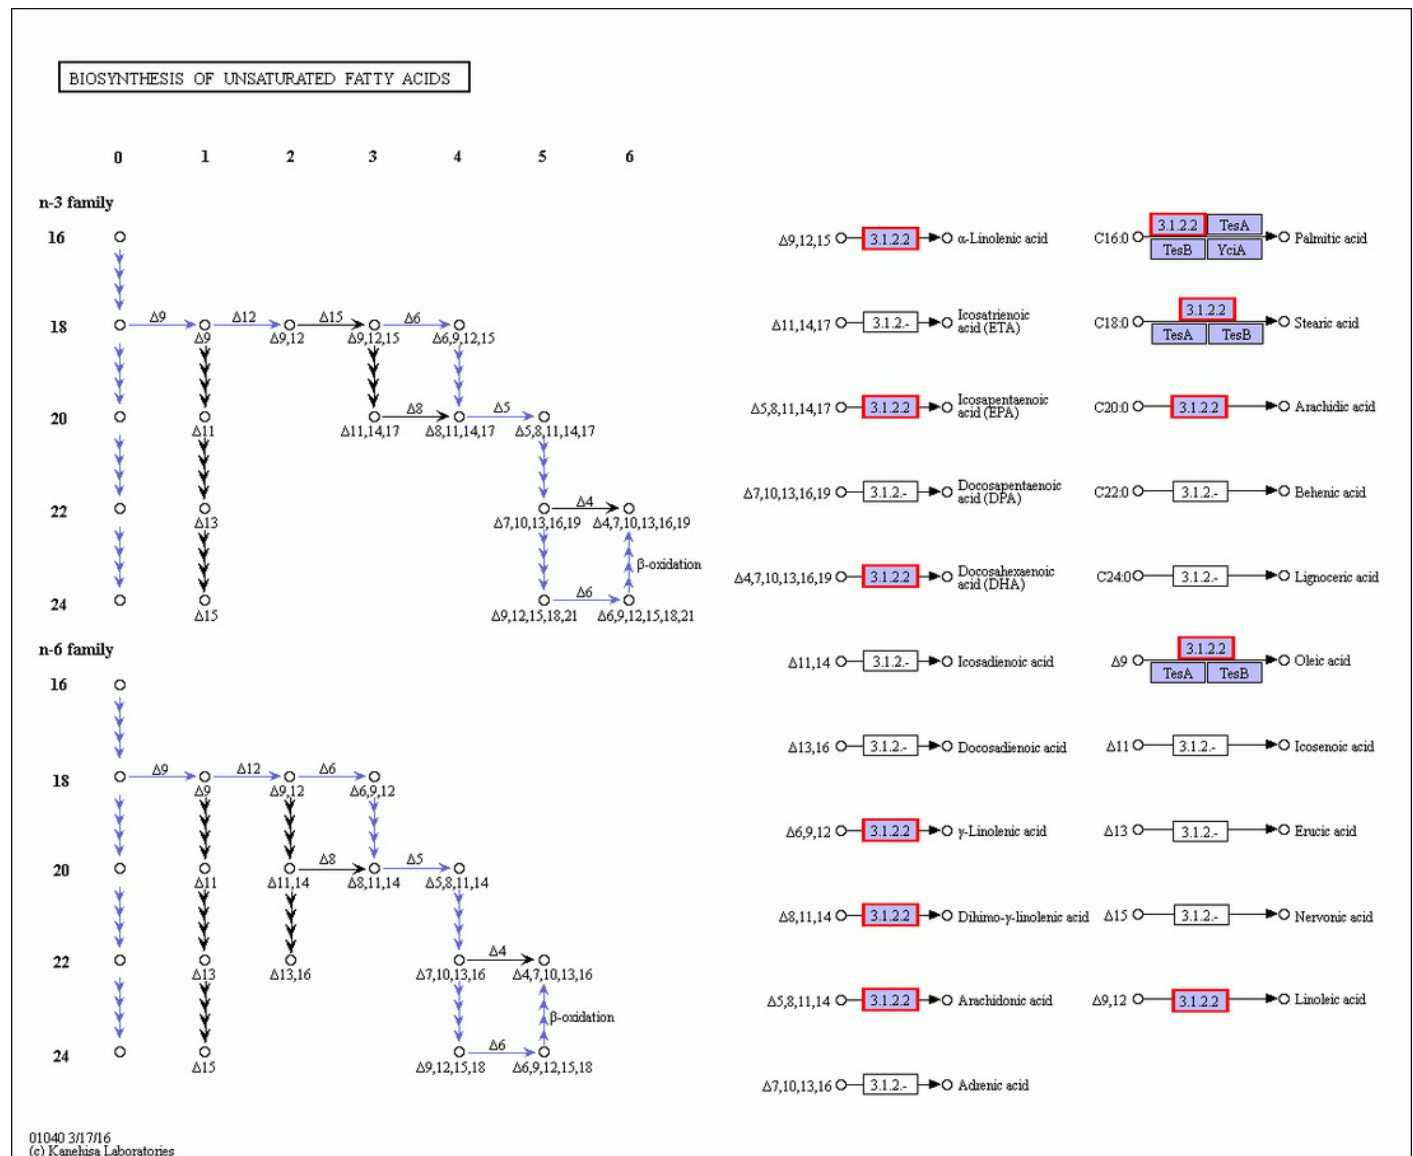 BIOSYNTHESIS OF UNSATURATED FATTY ACIDS
0 1 2 3 4 5 6
n-3 family
16
18
Δ9 Δ12 Δ15 Δ6
Δ9 Δ9,12 Δ9,12,15 Δ6,9,12,15
20
Δ8 Δ5
Δ11 Δ11,14,17 Δ8,11,14,17 Δ5,8,11,14,17
22
Δ4
Δ13 Δ7,10,13,16,19 Δ4,7,10,13,16,19
β-oxidation
24
Δ6
Δ15 Δ9,12,15,18,21 Δ6,9,12,15,18,21
n-6 family
16
18
Δ9 Δ12 Δ6
Δ9 Δ9,12 Δ6,9,12
20
Δ8 Δ5
Δ11 Δ11,14 Δ8,11,14 Δ5,8,11,14
22
Δ4
Δ13 Δ13,16 Δ7,10,13,16 Δ4,7,10,13,16
β-oxidation
24
Δ6
Δ15 Δ9,12,15,18 Δ6,9,12,15,18
Δ9,12,15 3.1.2.2 α-Linolenic acid
Δ11,14,17 3.1.2.- Icosatrienoic
acid (ETA)
Δ5,8,11,14,17 3.1.2.2 Icosapentaenoic
acid (EPA)
Δ7,10,13,16,19 3.1.2.- Docosapentaenoic
acid (DPA)
Δ4,7,10,13,16,19 3.1.2.2 Docosahexaenoic
acid (DHA)
Δ11,14 3.1.2.- Icosadienoic acid
Δ13,16 3.1.2.- Docosadienoic acid
Δ6,9,12 3.1.2.2 γ-Linolenic acid
Δ8,11,14 3.1.2.2 Dihimo-γ-linolenic acid
Δ5,8,11,14 3.1.2.2 Arachidonic acid
Δ7,10,13,16 3.1.2.- Adrenic acid
3.1.2.2 TesA
C16:0 Palmitic acid
TesB YciA
3.1.2.2
C18:0 Stearic acid
TesA TesB
C20:0 3.1.2.2 Arachidic acid
C22:0 3.1.2.- Behenic acid
C24:0 3.1.2.- Lignoceric acid
3.1.2.2
Δ9 Oleic acid
TesA TesB
Δ11 3.1.2.- Icosenoic acid
Δ13 3.1.2.- Erucic acid
Δ15 3.1.2.- Nervonic acid
Δ9,12 3.1.2.2 Linoleic acid
01040 3/17/16
(c) Kanehisa Laboratories